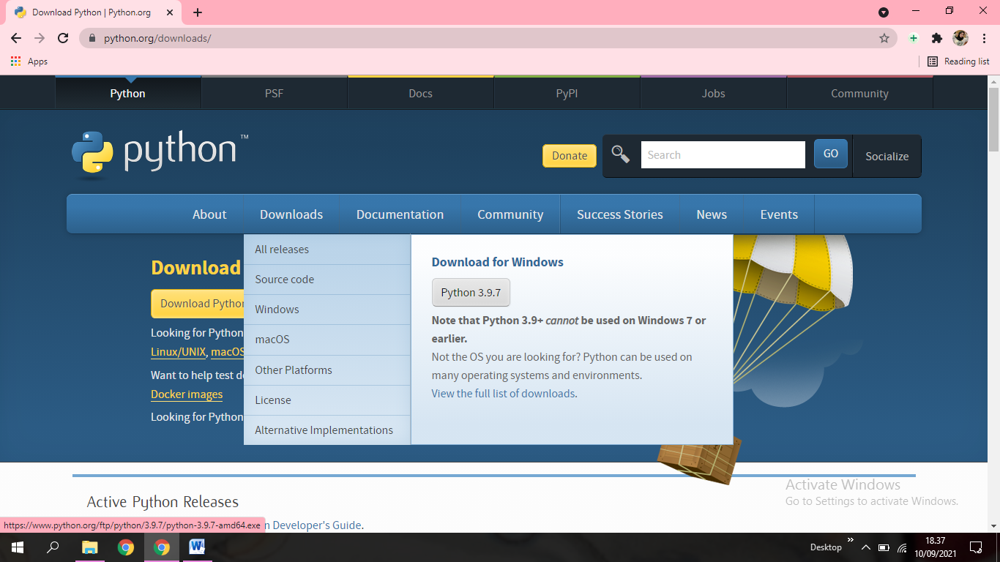 Download Python | Python.org
python.org/downloads/
Apps
Reading list
Python
PSF
Docs
PyPI
Jobs
Community
python™
Donate
Search
GO
Socialize
About
Downloads
Documentation
Community
Success Stories
News
Events
Download
Download Python
Looking for Python
Linux/UNIX, macOS
Want to help test
Docker images
Looking for Python
All releases
Source code
Windows
macOS
Other Platforms
License
Alternative Implementations
Download for Windows
Python 3.9.7
Note that Python 3.9+ cannot be used on Windows 7 or
earlier.
Not the OS you are looking for? Python can be used on
many operating systems and environments.
View the full list of downloads.
Active Python Releases
Activate Windows
Go to Settings to activate Windows.
https://www.python.org/ftp/python/3.9.7/python-3.9.7-amd64.exe
n Developer's Guide.
Desktop
18.37
10/09/2021